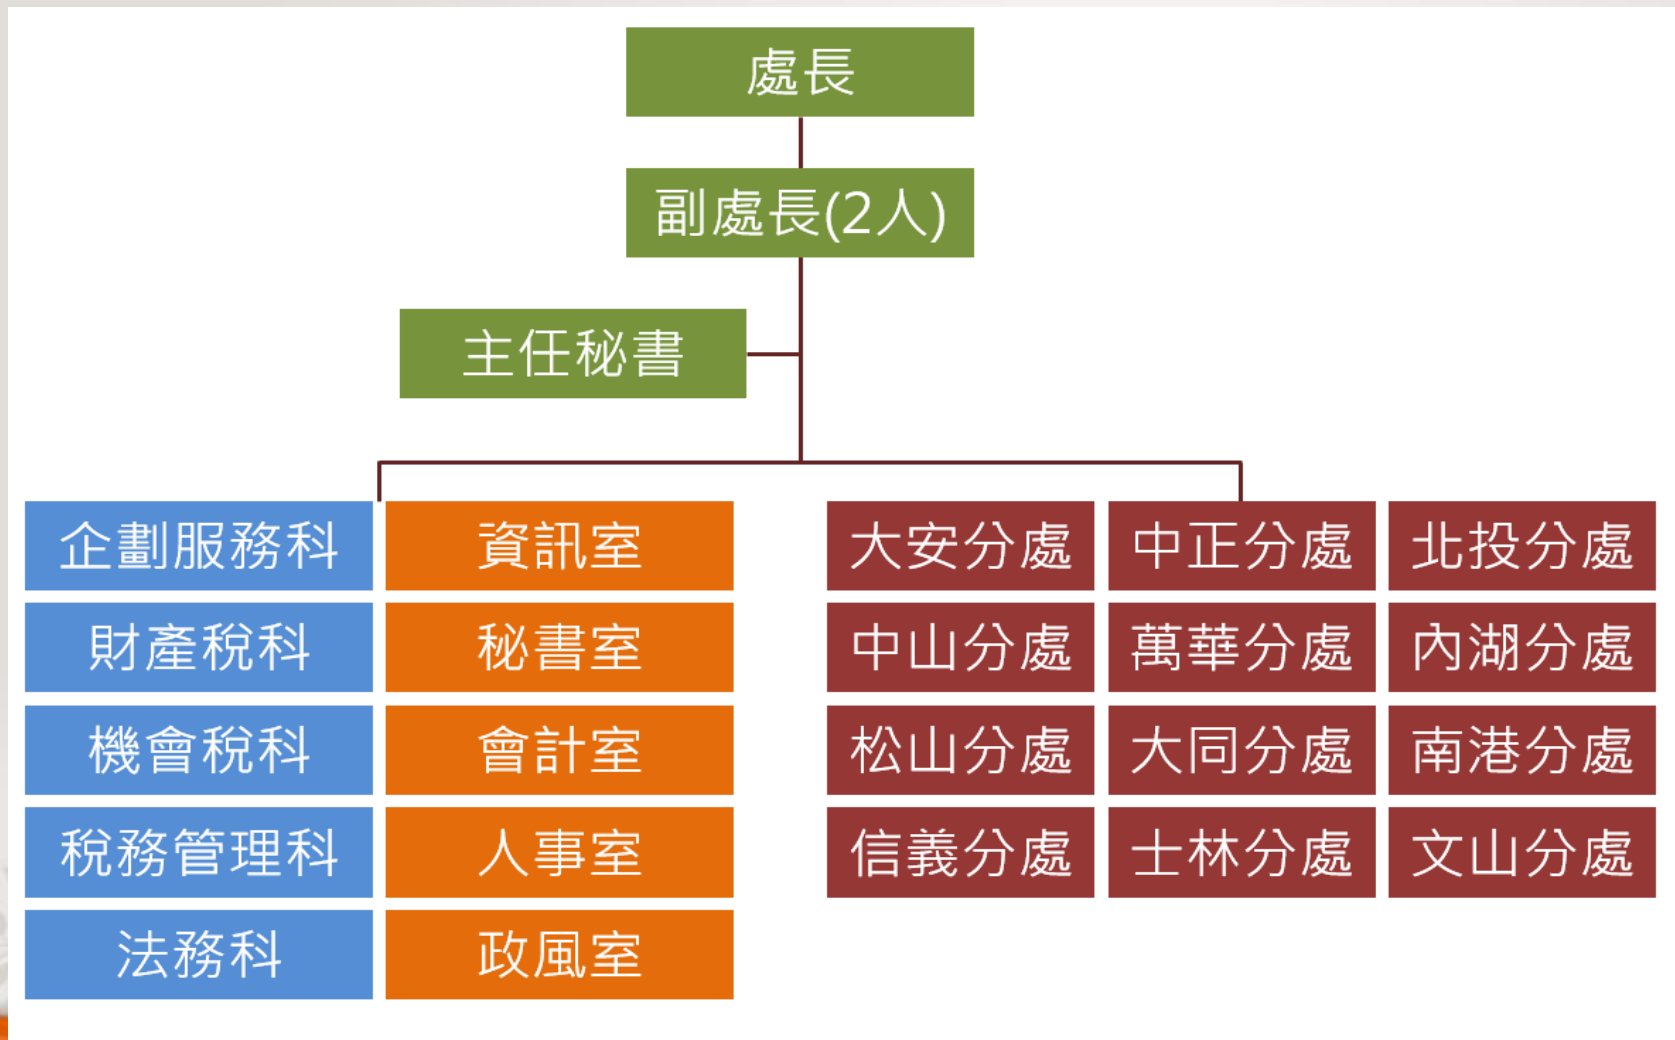 處長
副處長(2人)
主任秘書
企劃服務科
資訊室
大安分處
中正分處
北投分處
財產稅科
秘書室
中山分處
萬華分處
內湖分處
機會稅科
會計室
松山分處
大同分處
南港分處
稅務管理科
人事室
信義分處
士林分處
文山分處
法務科
政風室